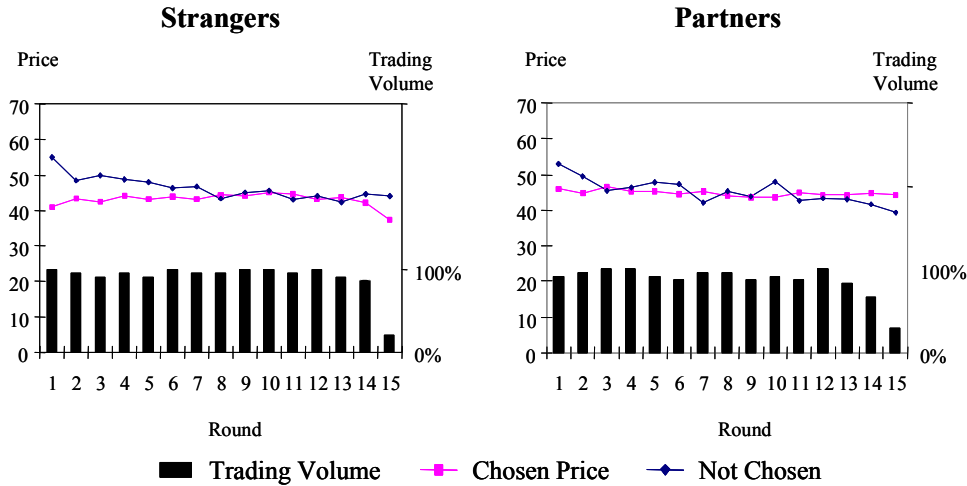 Strangers
Partners
Price
Trading
Volume
Price
Trading
Volume
70
60
50
40
30
20
10
0
100%
0%
1 2 3 4 5 6 7 8 9 10 11 12 13 14 15
Round
70
60
50
40
30
20
10
0
100%
0%
1 2 3 4 5 6 7 8 9 10 11 12 13 14 15
Round
Trading Volume
Chosen Price
Not Chosen